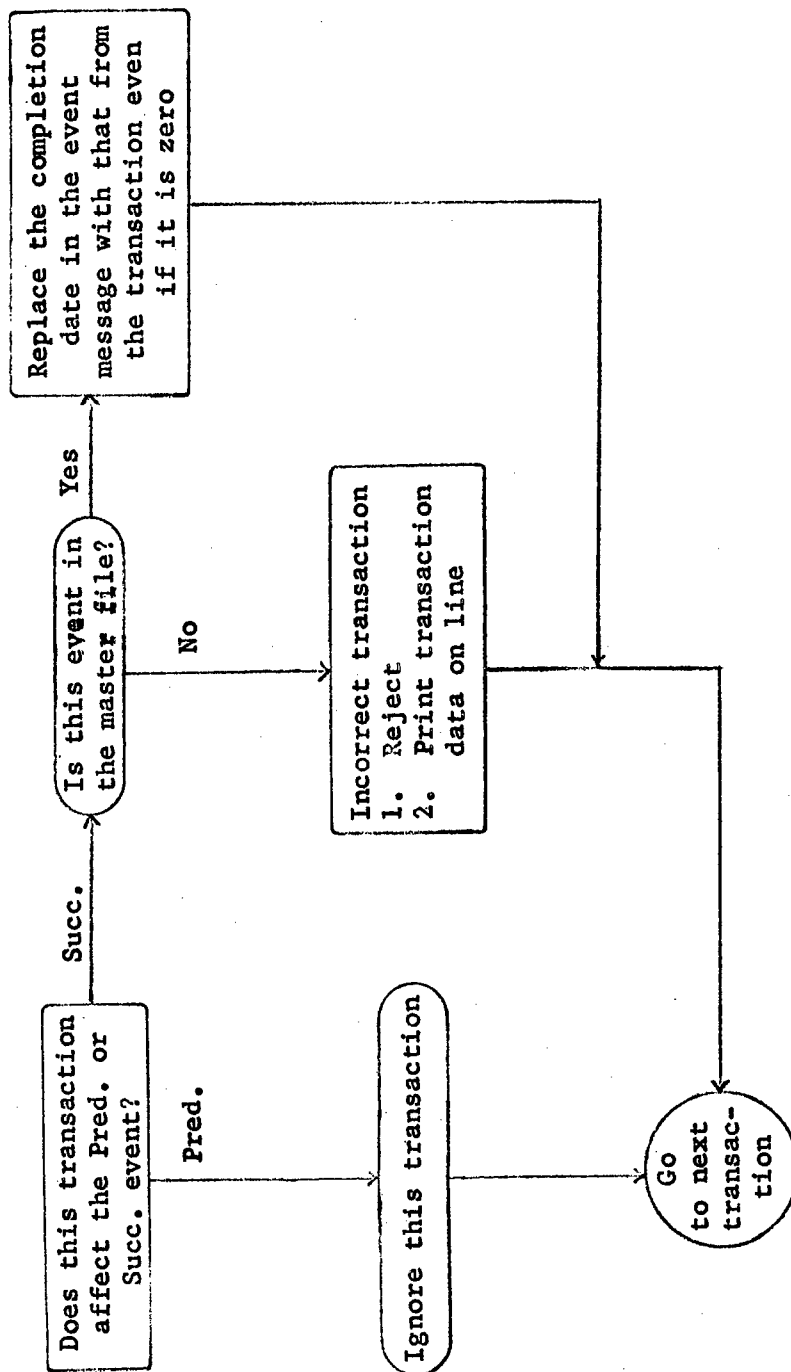 Does this transaction
affect the Pred. or
Succ. event?
Succ.
Is this event in
the master file?
Yes
Replace the completion
date in the event
message with that from
the transaction even
if it is zero
Pred.
No
Ignore this transaction
Incorrect transaction
1. Reject
2. Print transaction
data on line
Go
to next
transac-
tion